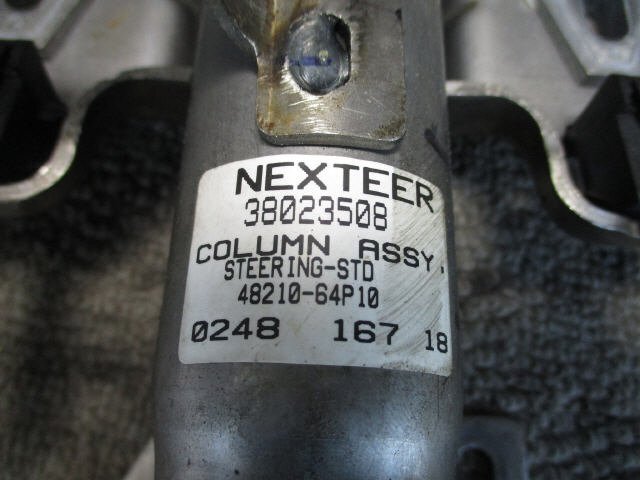 NEXTEER
38023508
COLUMN ASSY.
STEERING-STD
48210-64P10
0248 167 18